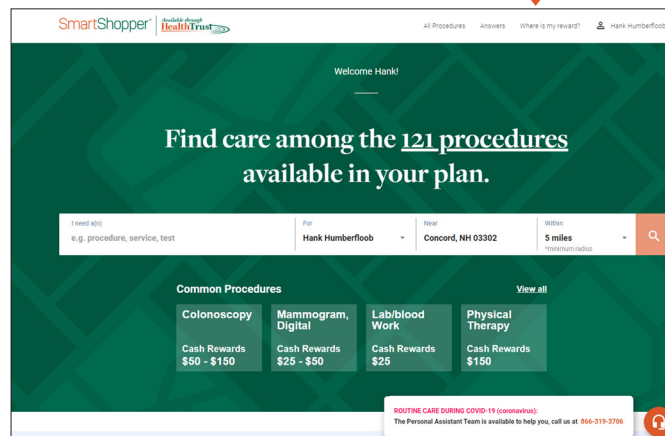 SmartShopper®
Available through
HealthTrust
All Procedures
Answers
Where is my reward?
Hank Humberfloob
Welcome Hank!
Find care among the 121 procedures
available in your plan.
I need a(n)
e.g. procedure, service, test
For
Hank Humberfloob
Near
Concord, NH 03302
Within
5 miles
*minimum radius
Common Procedures
View all
Colonoscopy
Cash Rewards
$50 - $150
Mammogram,
Digital
Cash Rewards
$25 - $50
Lab/blood
Work
Cash Rewards
$25
Physical
Therapy
Cash Rewards
$150
ROUTINE CARE DURING COVID-19 (coronavirus):
The Personal Assistant Team is available to help you, call us at 866-319-3706